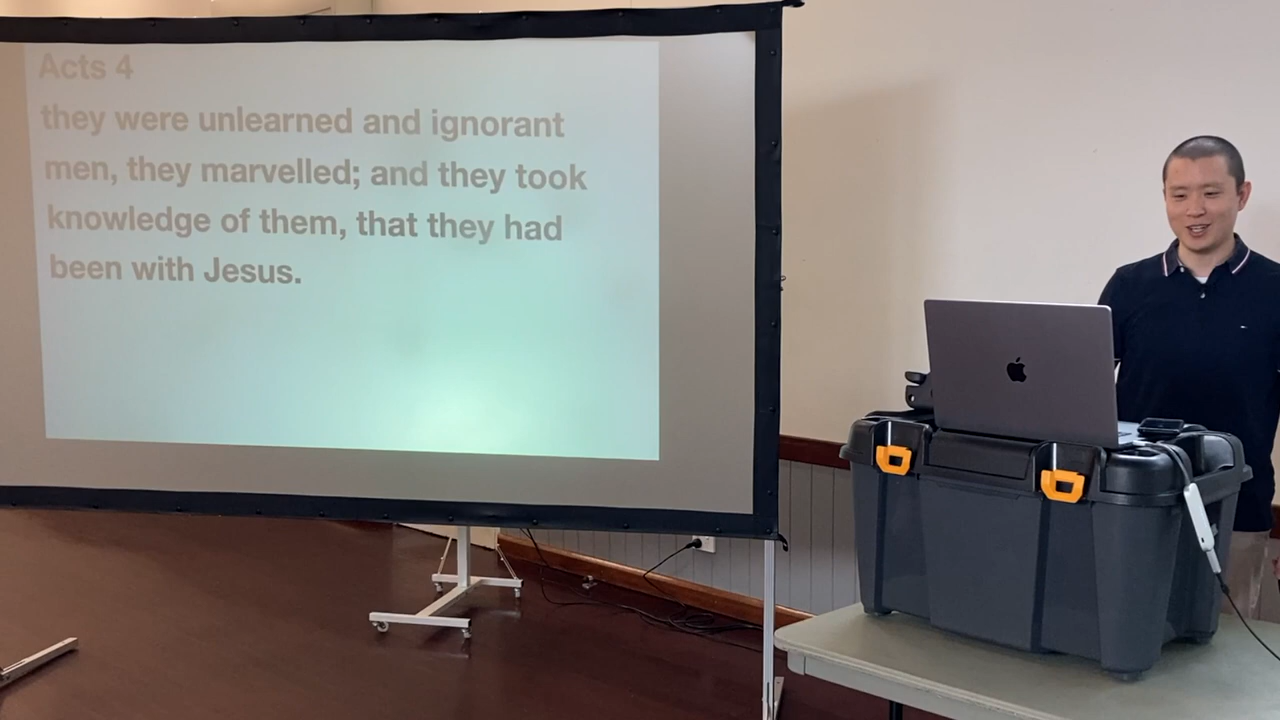 Acts 4
they were unlearned and ignorant
men, they marvelled; and they took
knowledge of them, that they had
been with Jesus.